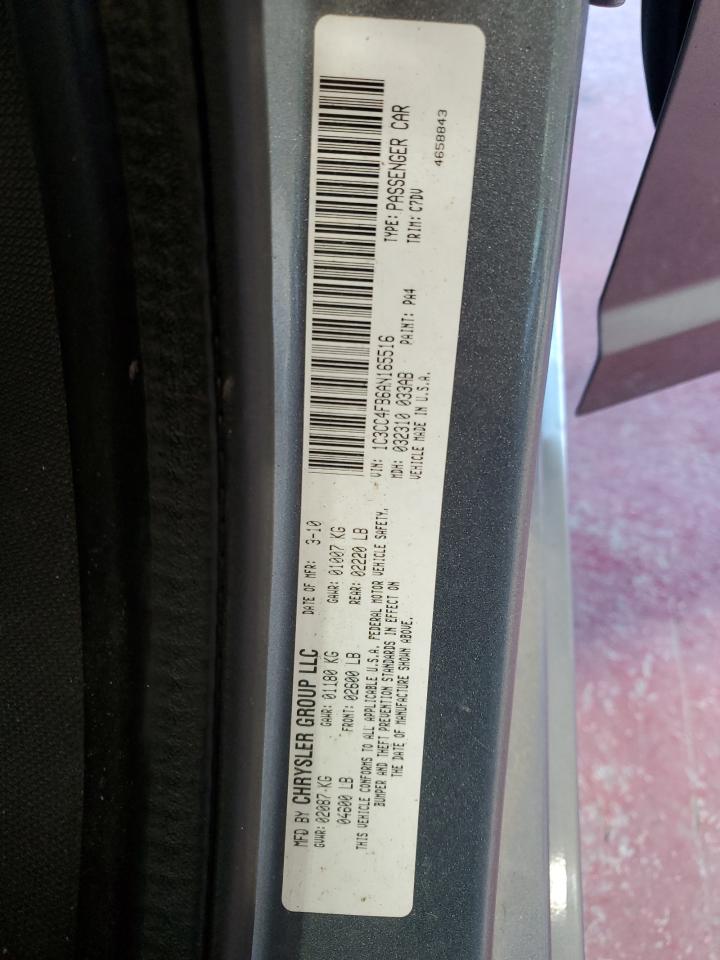 MFD BY CHRYSLER GROUP LLC DATE OF MFR: 3-10
GVWR: 02087 KG GAWR: 01180 KG GAWR: 01007 KG
04600 LB FRONT: 02600 LB REAR: 02220 LB
THIS VEHICLE CONFORMS TO ALL APPLICABLE U.S.A. FEDERAL MOTOR VEHICLE SAFETY,
BUMPER AND THEFT PREVENTION STANDARDS IN EFFECT ON
THE DATE OF MANUFACTURE SHOWN ABOVE.
VIN: 1C3CC4FB6AN165516 TYPE: PASSENGER CAR
MDH: 032310 033AB PAINT: PA4 TRIM: C7DV
VEHICLE MADE IN U.S.A.
4658843